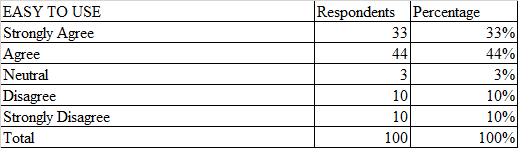 EASY TO USE Respondents Percentage
Strongly Agree 33 33%
Agree 44 44%
Neutral 3 3%
Disagree 10 10%
Strongly Disagree 10 10%
Total 100 100%